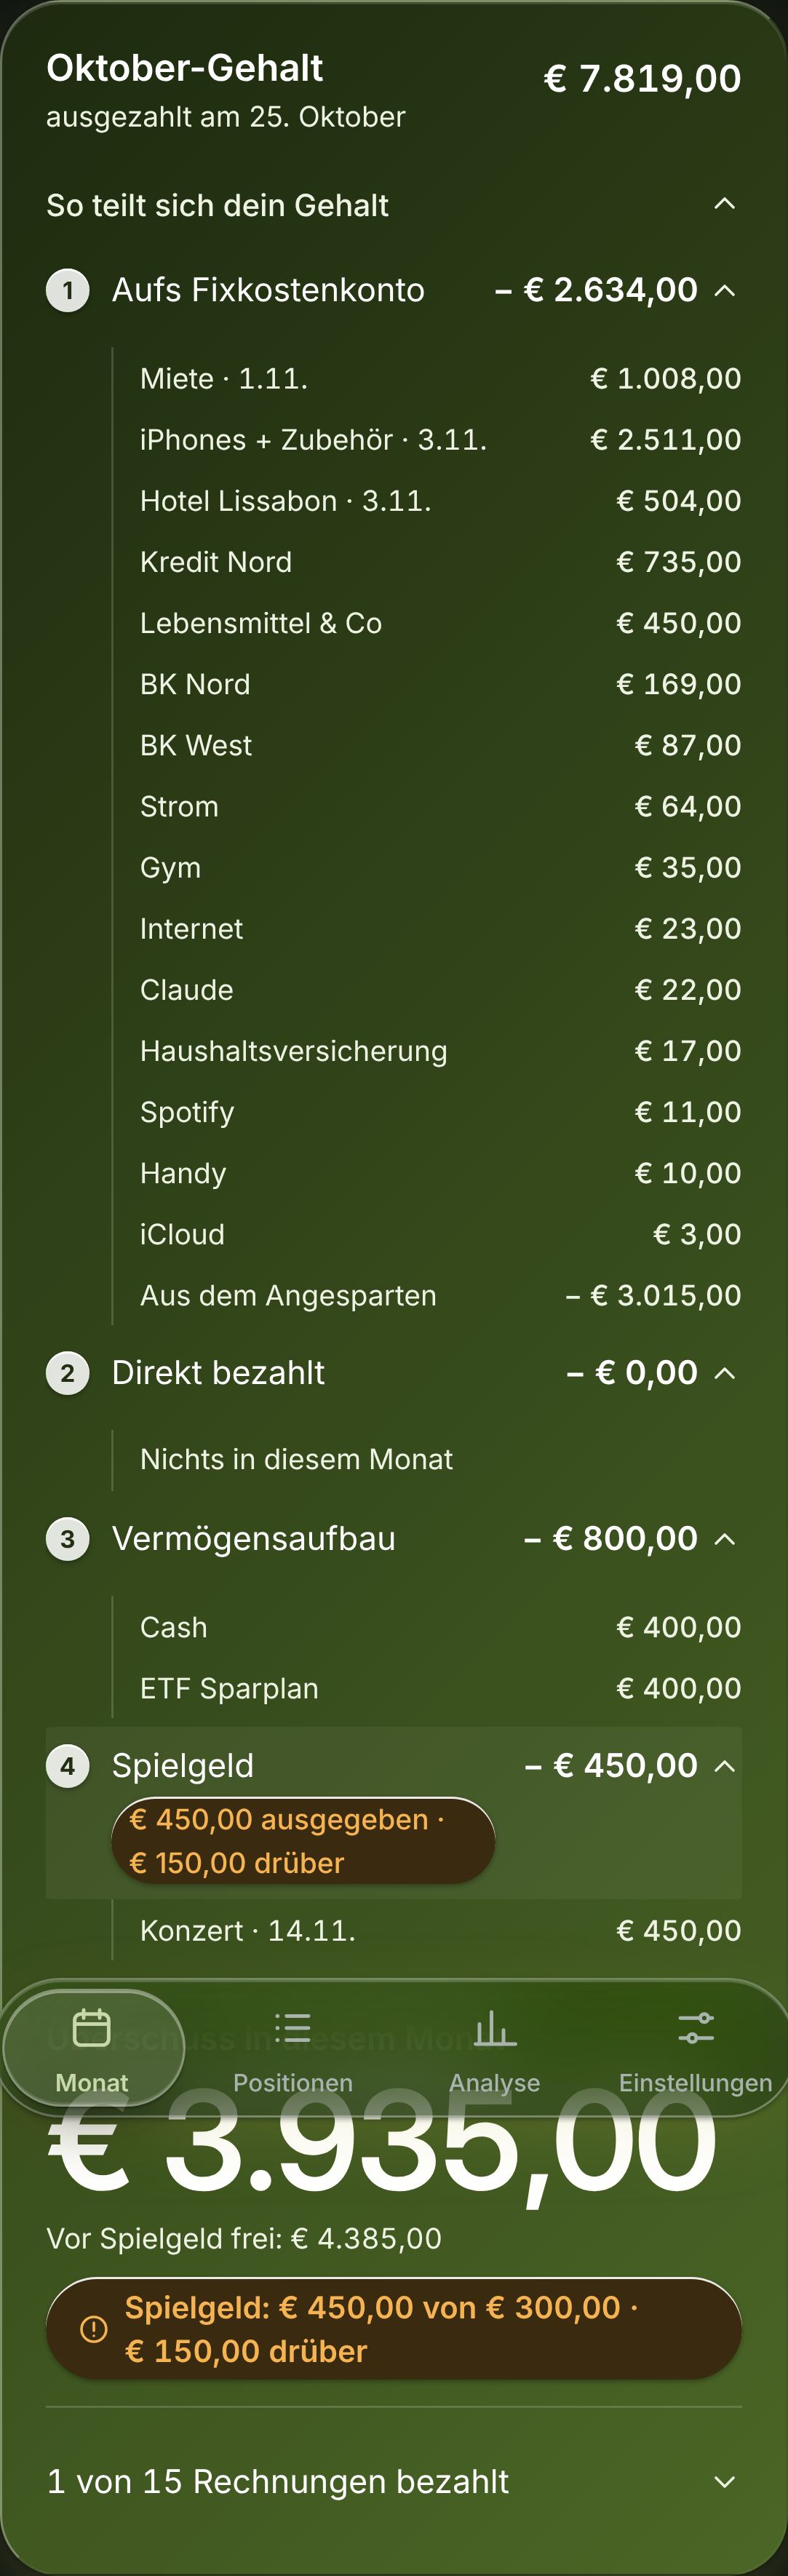 Oktober-Gehalt
€ 7.819,00
ausgezahlt am 25. Oktober
So teilt sich dein Gehalt
1 Aufs Fixkostenkonto – € 2.634,00
Miete · 1.11. € 1.008,00
iPhones + Zubehör · 3.11. € 2.511,00
Hotel Lissabon · 3.11. € 504,00
Kredit Nord € 735,00
Lebensmittel & Co € 450,00
BK Nord € 169,00
BK West € 87,00
Strom € 64,00
Gym € 35,00
Internet € 23,00
Claude € 22,00
Haushaltsversicherung € 17,00
Spotify € 11,00
Handy € 10,00
iCloud € 3,00
Aus dem Angesparten – € 3.015,00
2 Direkt bezahlt – € 0,00
Nichts in diesem Monat
3 Vermögensaufbau – € 800,00
Cash € 400,00
ETF Sparplan € 400,00
4 Spielgeld – € 450,00
€ 450,00 ausgegeben ·
€ 150,00 drüber
Konzert · 14.11. € 450,00
Überschuss in diesem Monat
Monat Positionen Analyse Einstellungen
€ 3.935,00
Vor Spielgeld frei: € 4.385,00
Spielgeld: € 450,00 von € 300,00 ·
€ 150,00 drüber
1 von 15 Rechnungen bezahlt